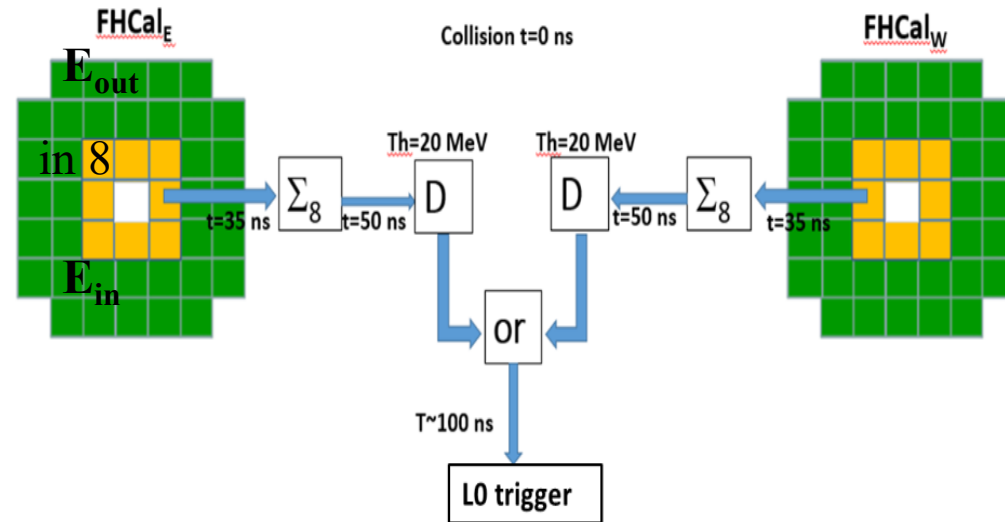 FHCal_E
Collision t=0 ns
FHCal_W
E_out
in 8
Th=20 MeV
Th=20 MeV
Σ_8
D
D
Σ_8
t=35 ns
t=50 ns
t=50 ns
t=35 ns
E_in
or
T~100 ns
L0 trigger